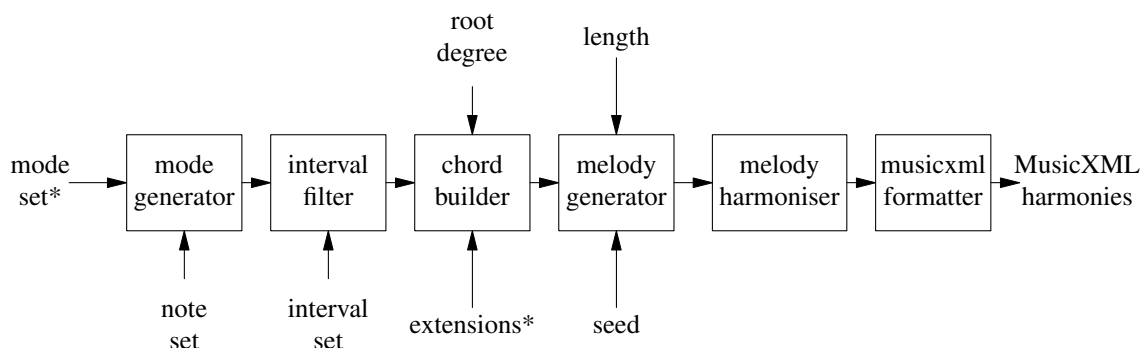 root
degree
length
mode
set*
mode
generator
interval
filter
chord
builder
melody
generator
melody
harmoniser
musicxml
formatter
MusicXML
harmonies
note
set
interval
set
extensions*
seed